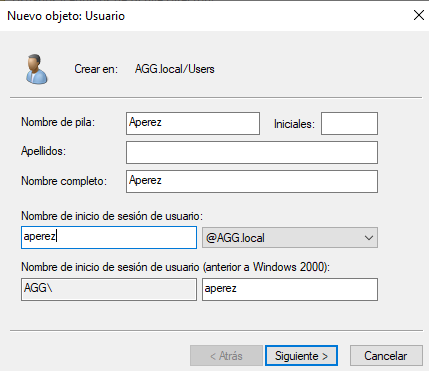 Nuevo objeto: Usuario
Crear en: AGG.local/Users
Nombre de pila: Aperez Iniciales:
Apellidos:
Nombre completo: Aperez
Nombre de inicio de sesión de usuario:
aperez @AGG.local
Nombre de inicio de sesión de usuario (anterior a Windows 2000):
AGG\ aperez
< Atrás Siguiente > Cancelar